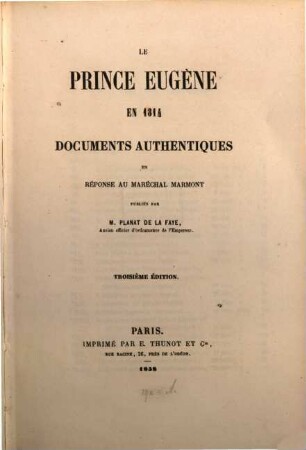 LE
PRINCE EUGÈNE
EN 1814
DOCUMENTS AUTHENTIQUES
EN
RÉPONSE AU MARÉCHAL MARMONT
PUBLIÉS PAR
M. PLANAT DE LA FAYE,
Ancien officier d'ordonnance de l'Empereur.
TROISIÈME ÉDITION.
PARIS.
IMPRIMÉ PAR E. THUNOT ET Cie,
RUE RACINE, 26, PRÈS DE L'ODÉON.
1858